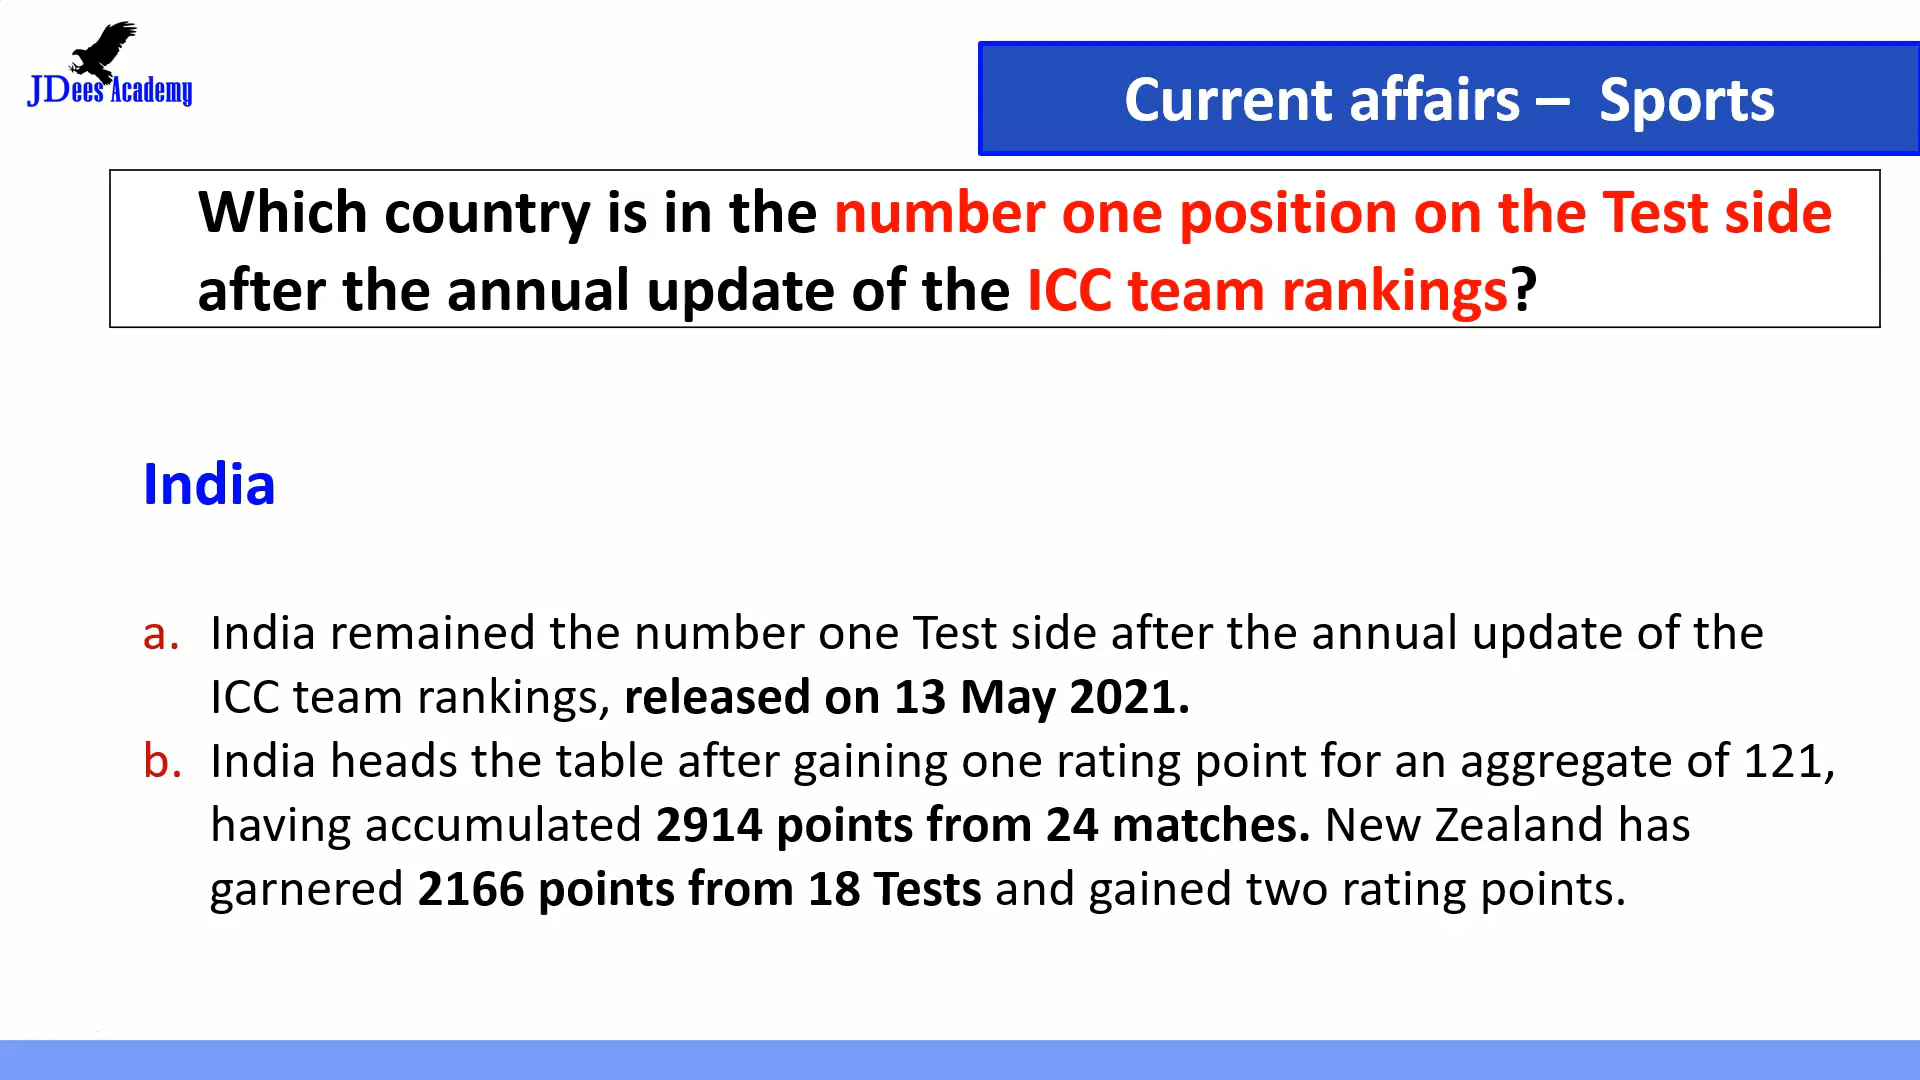 JDees Academy
Current affairs – Sports
Which country is in the number one position on the Test side
after the annual update of the ICC team rankings?
India
a. India remained the number one Test side after the annual update of the
ICC team rankings, released on 13 May 2021.
b. India heads the table after gaining one rating point for an aggregate of 121,
having accumulated 2914 points from 24 matches. New Zealand has
garnered 2166 points from 18 Tests and gained two rating points.